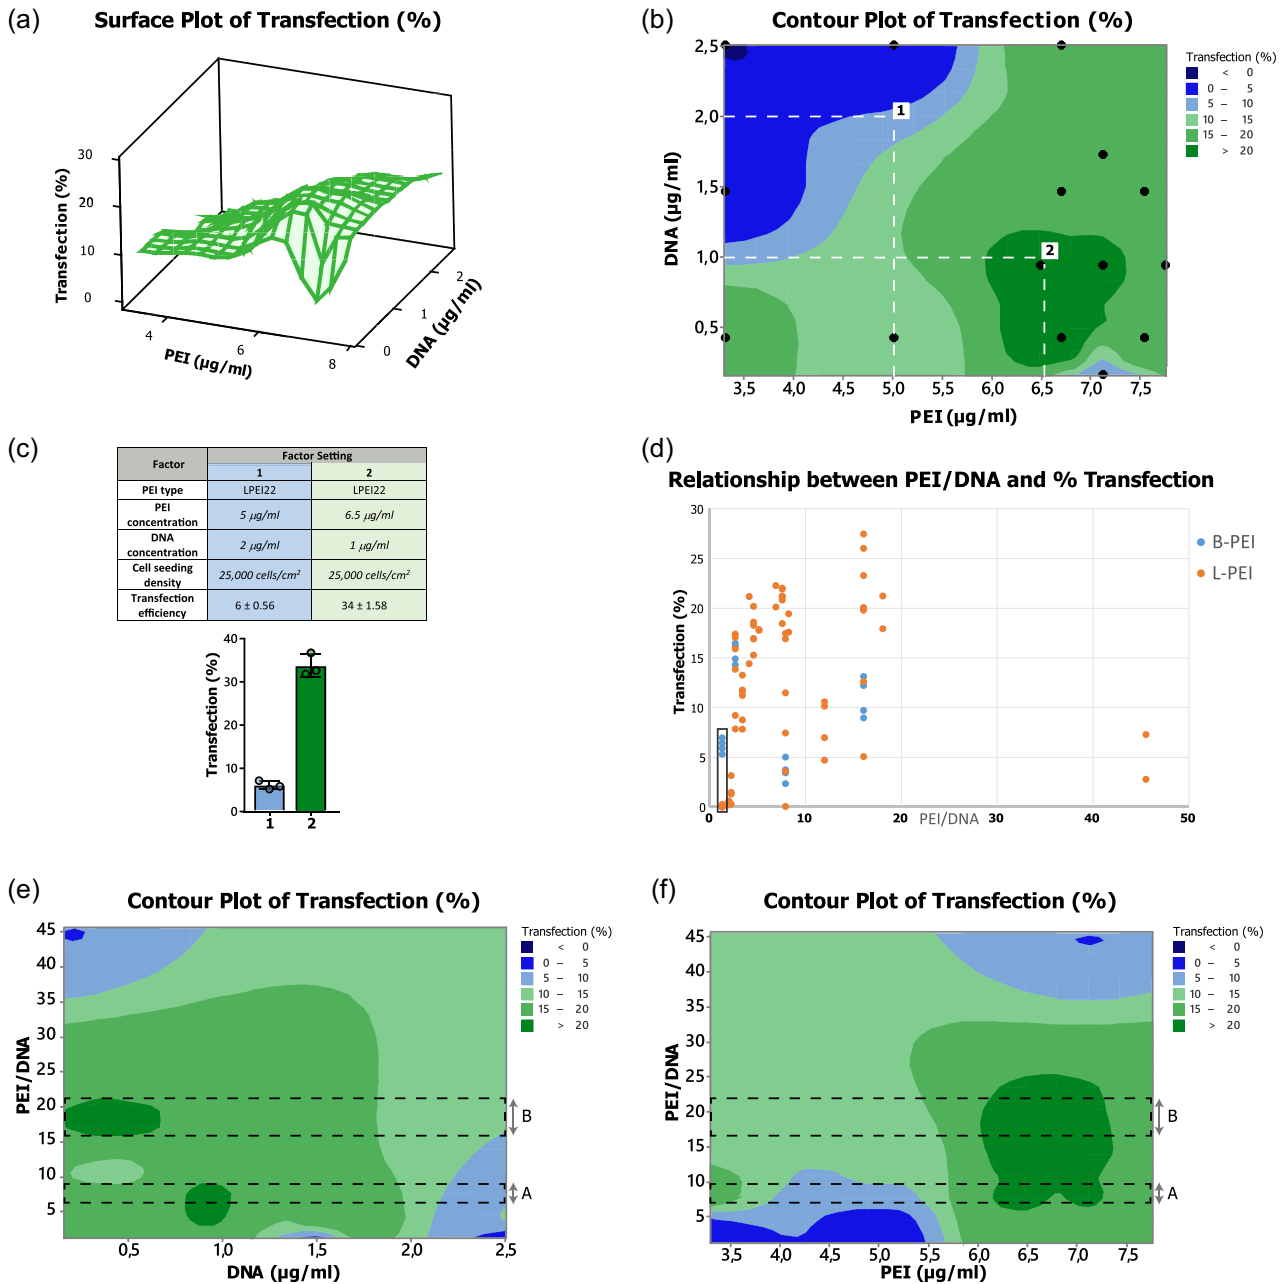 (a)
Surface Plot of Transfection (%)
30
20
10
0
Transfection (%)
4
6
8
PEI (µg/ml)
0
1
2
DNA (µg/ml)
(b)
Contour Plot of Transfection (%)
2,5
2,0
1,5
1,0
0,5
DNA (µg/ml)
1
2
3,5 4,0 4,5 5,0 5,5 6,0 6,5 7,0 7,5
PEI (µg/ml)
Transfection (%)
< 0
0 – 5
5 – 10
10 – 15
15 – 20
> 20
(c)
Factor Factor Setting
1 2
PEI type LPEI22 LPEI22
PEI concentration 5 µg/ml 6.5 µg/ml
DNA concentration 2 µg/ml 1 µg/ml
Cell seeding density 25,000 cells/cm² 25,000 cells/cm²
Transfection efficiency 6 ± 0.56 34 ± 1.58
40
30
20
10
0
Transfection (%)
1 2
(d)
Relationship between PEI/DNA and % Transfection
30
25
20
15
10
5
0
Transfection (%)
0 10 20 30 40 50
PEI/DNA
B-PEI
L-PEI
(e)
Contour Plot of Transfection (%)
45
40
35
30
25
20
15
10
5
PEI/DNA
B
A
0,5 1,0 1,5 2,0 2,5
DNA (µg/ml)
Transfection (%)
< 0
0 – 5
5 – 10
10 – 15
15 – 20
> 20
(f)
Contour Plot of Transfection (%)
45
40
35
30
25
20
15
10
5
PEI/DNA
B
A
3,5 4,0 4,5 5,0 5,5 6,0 6,5 7,0 7,5
PEI (µg/ml)
Transfection (%)
< 0
0 – 5
5 – 10
10 – 15
15 – 20
> 20